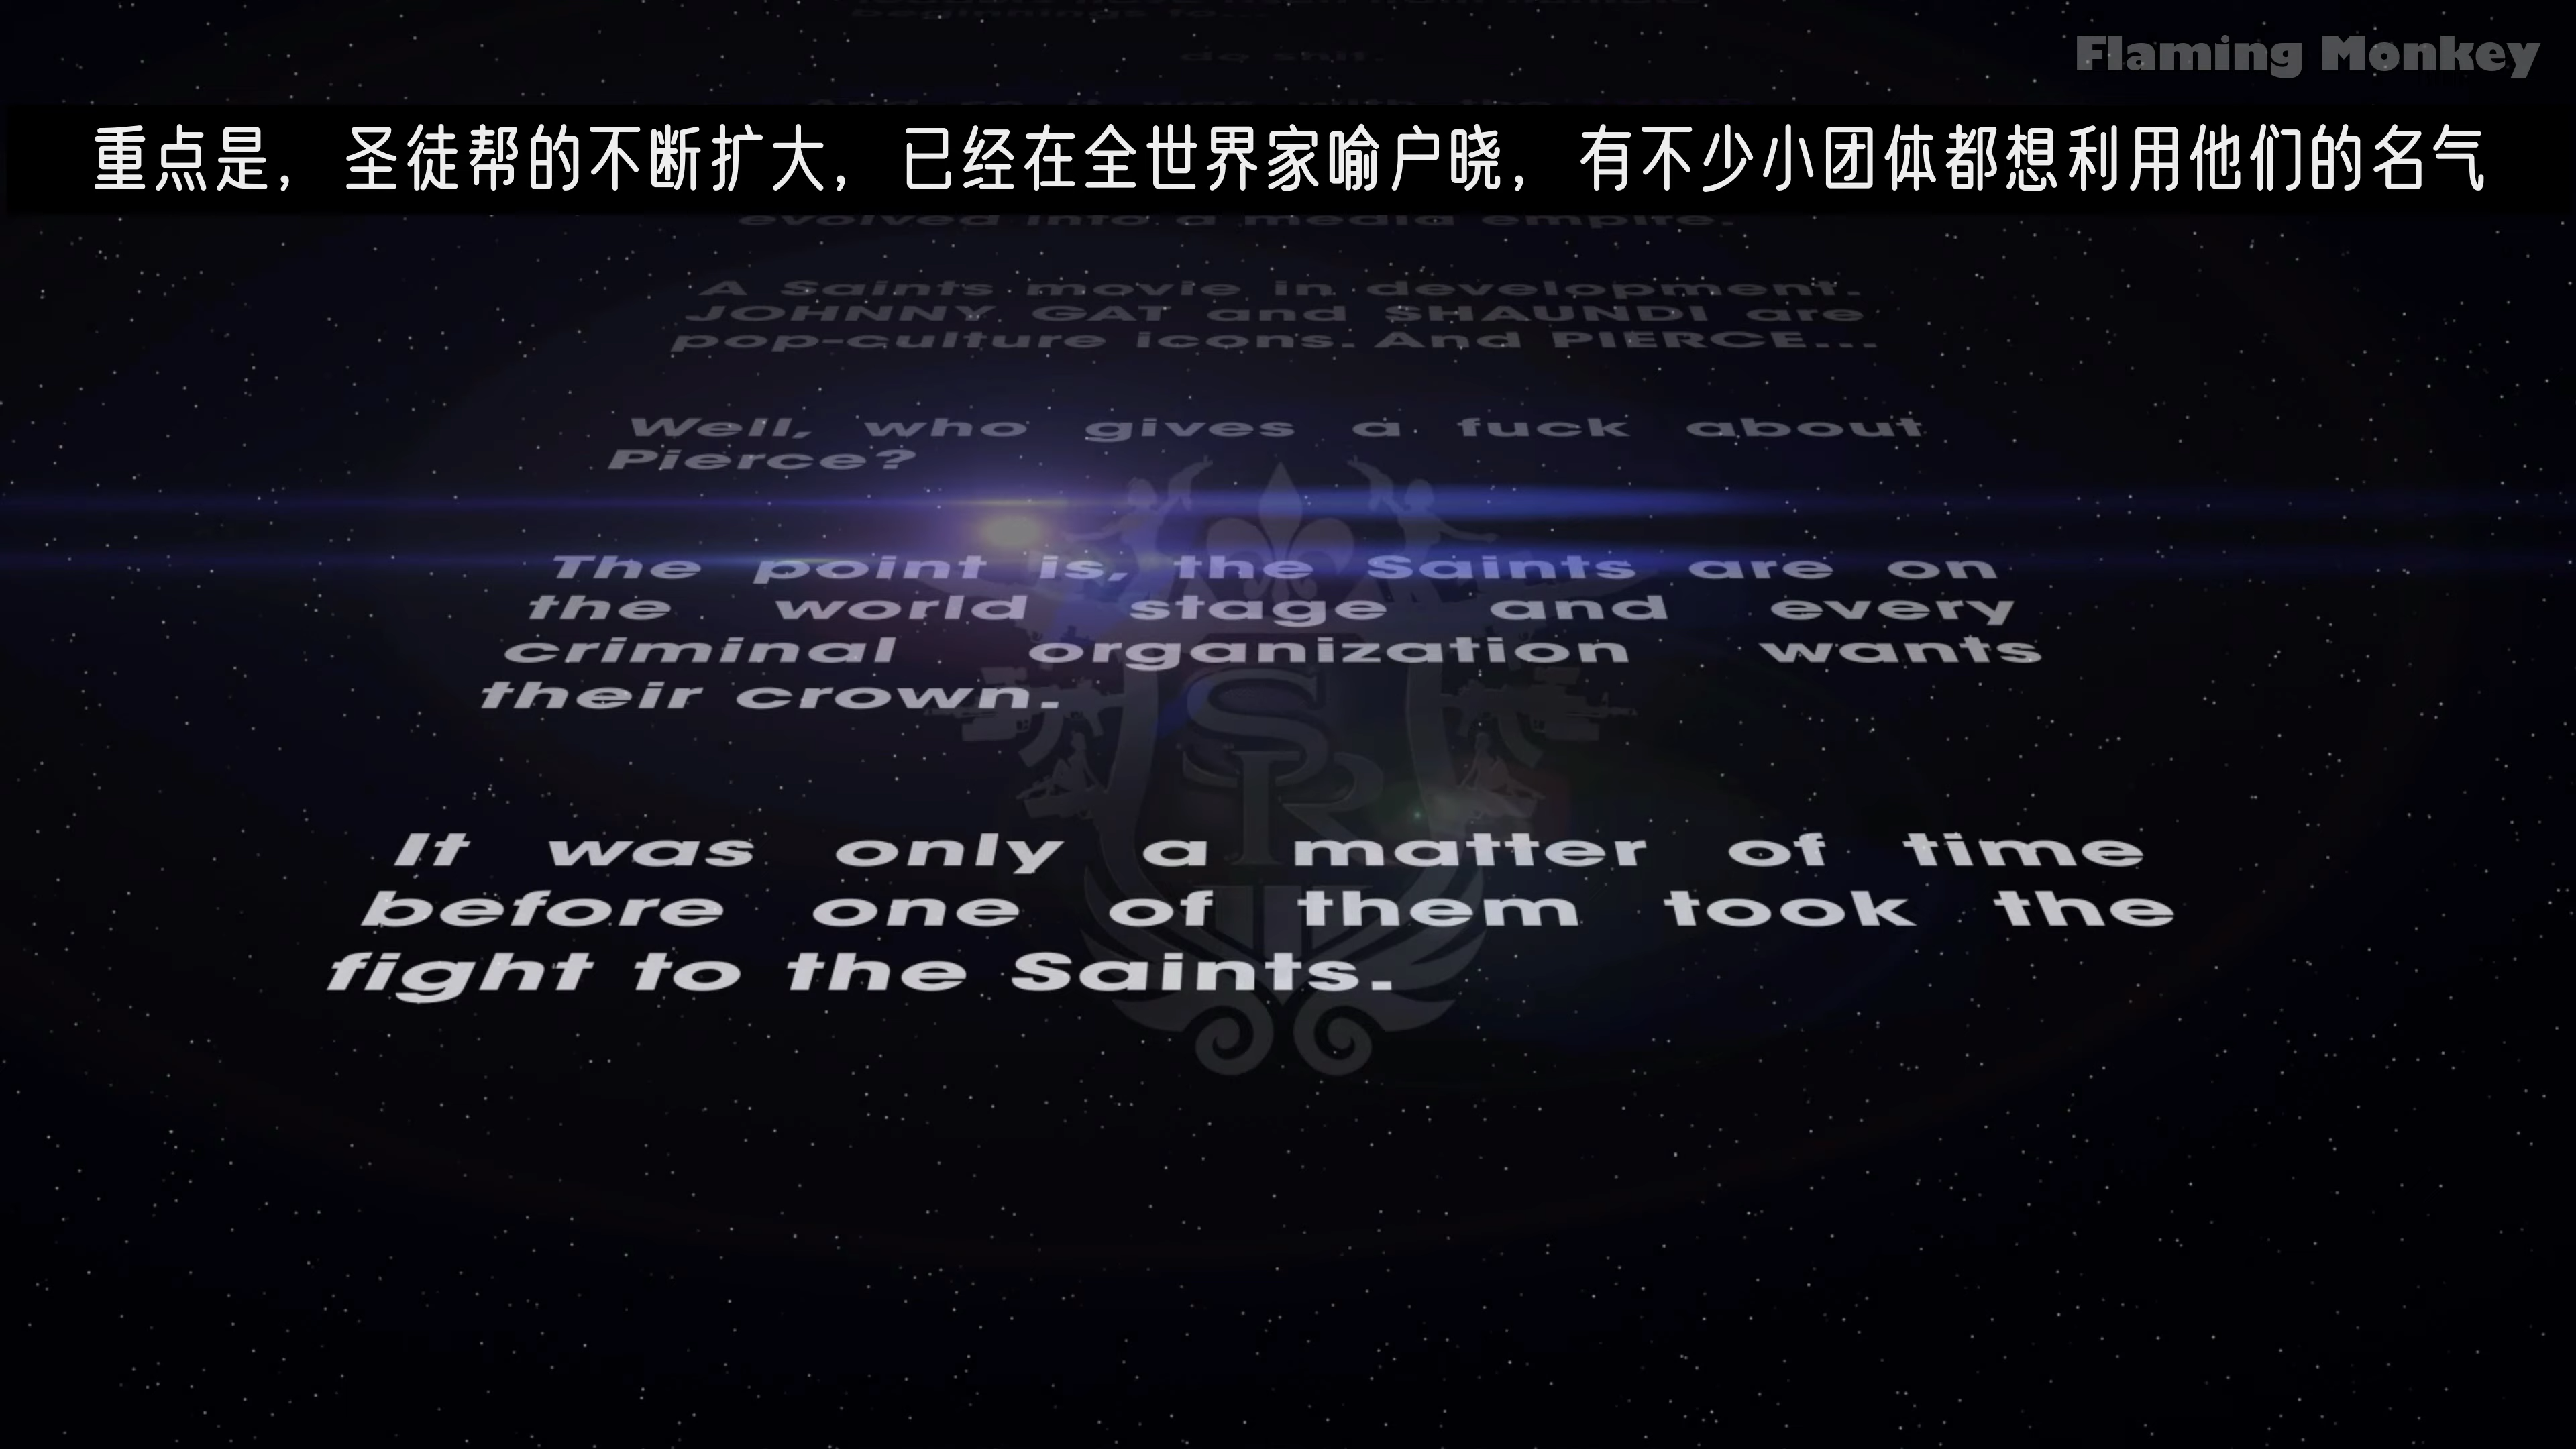 beginnings to...
do shit.
Flaming Monkey
重点是，圣徒帮的不断扩大，已经在全世界家喻户晓，有不少小团体都想利用他们的名气
evolved into a media empire.
A Saints movie in development.
JOHNNY GAT and SHAUNDI are
pop-culture icons. And PIERCE...
Well, who gives a fuck about
Pierce?
The point is, the Saints are on
the world stage and every
criminal organization wants
their crown.
SR
It was only a matter of time
before one of them took the
fight to the Saints.